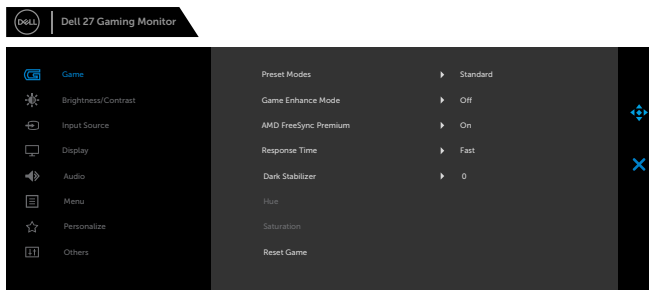 DELL
Dell 27 Gaming Monitor
Game
Preset Modes Standard
Brightness/Contrast
Game Enhance Mode Off
Input Source
AMD FreeSync Premium On
Display
Response Time Fast
Audio
Dark Stabilizer 0
Menu
Hue
Personalize
Saturation
Others
Reset Game